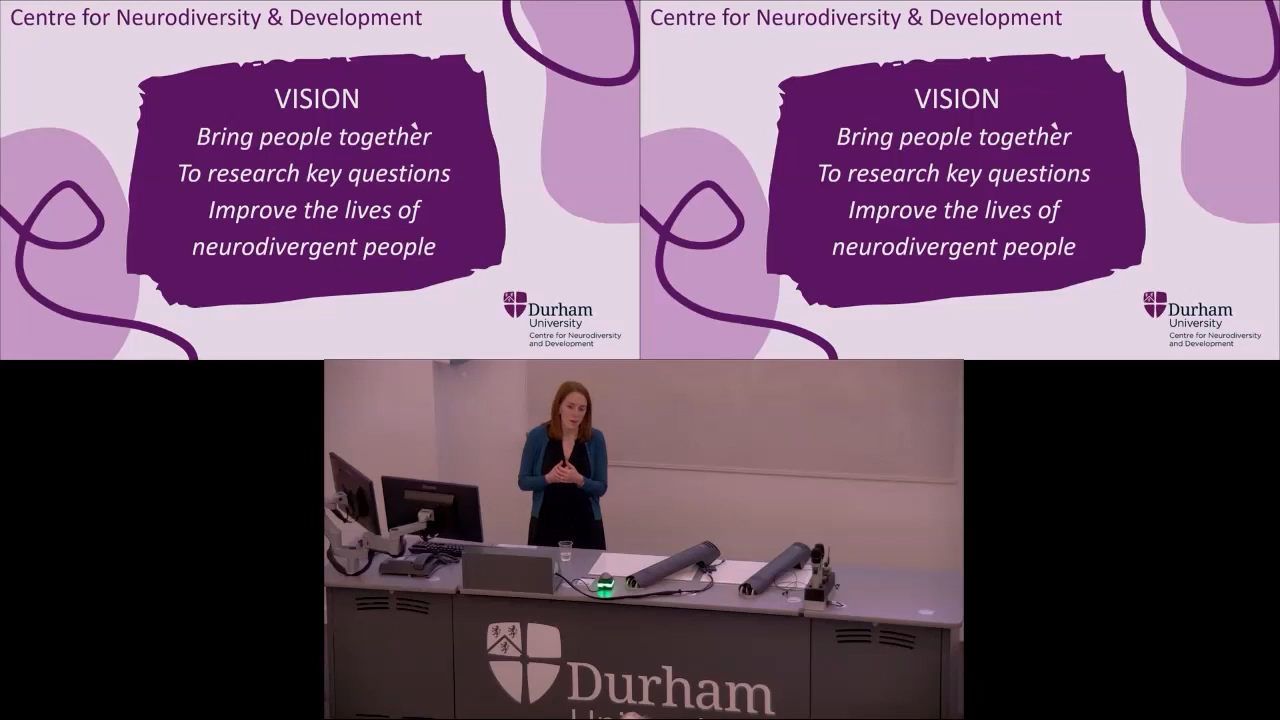 Centre for Neurodiversity & Development
VISION
Bring people together
To research key questions
Improve the lives of
neurodivergent people
Durham
University
Centre for Neurodiversity
and Development
Centre for Neurodiversity & Development
VISION
Bring people together
To research key questions
Improve the lives of
neurodivergent people
Durham
University
Centre for Neurodiversity
and Development
Durham